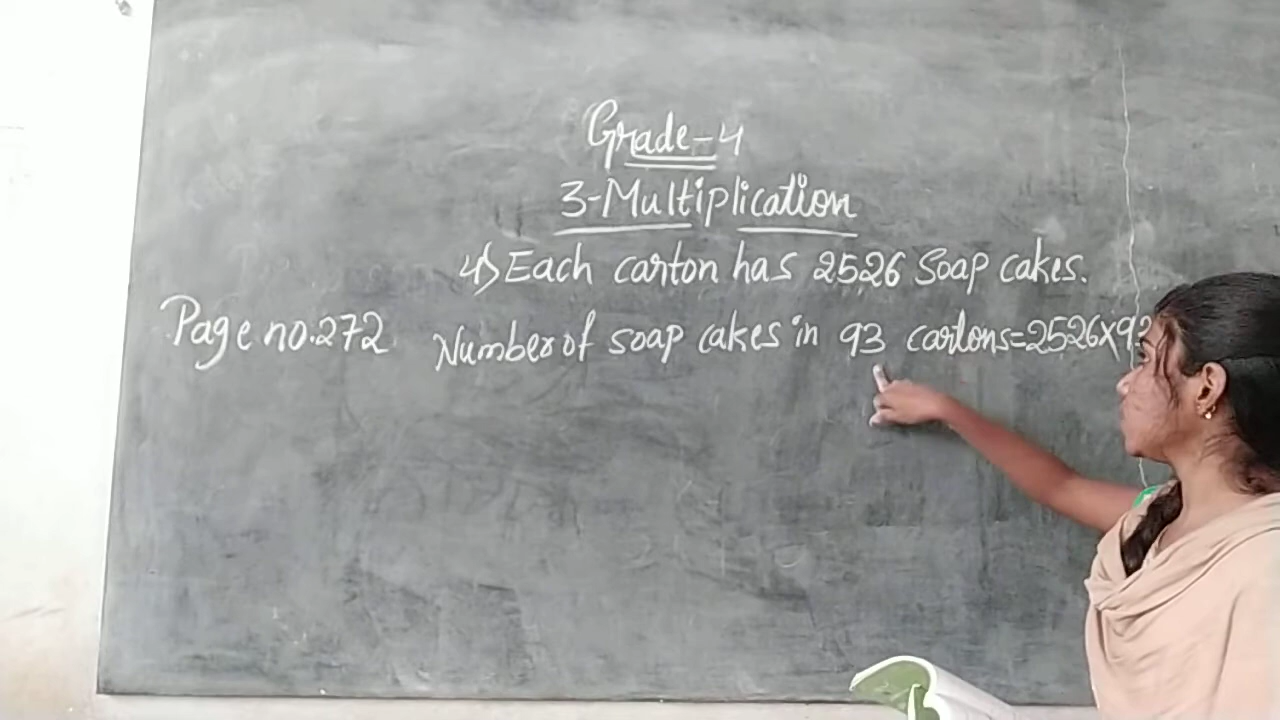 Grade-4
3-Multiplication
4) Each carton has 2526 Soap cakes.
Page no.272
Number of soap cakes in 93 cartons=2526x93